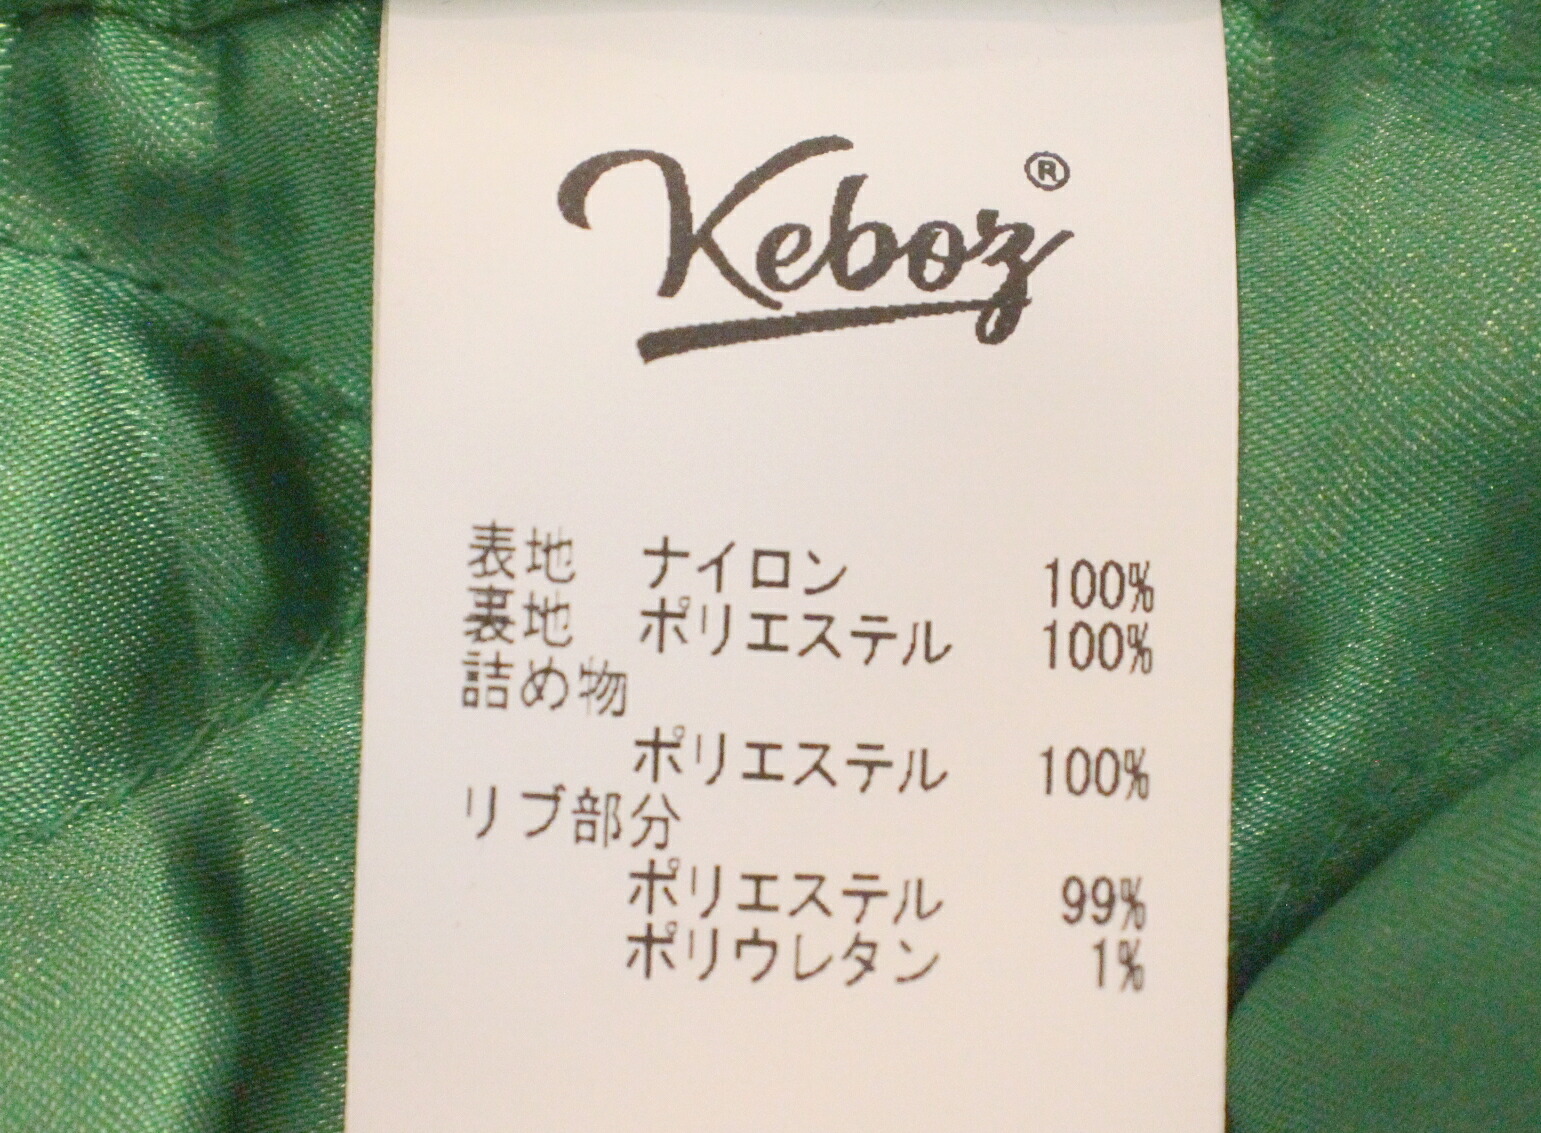 Keboz®
表地 ナイロン 100%
裏地 ポリエステル 100%
詰め物
ポリエステル 100%
リブ部分
ポリエステル 99%
ポリウレタン 1%